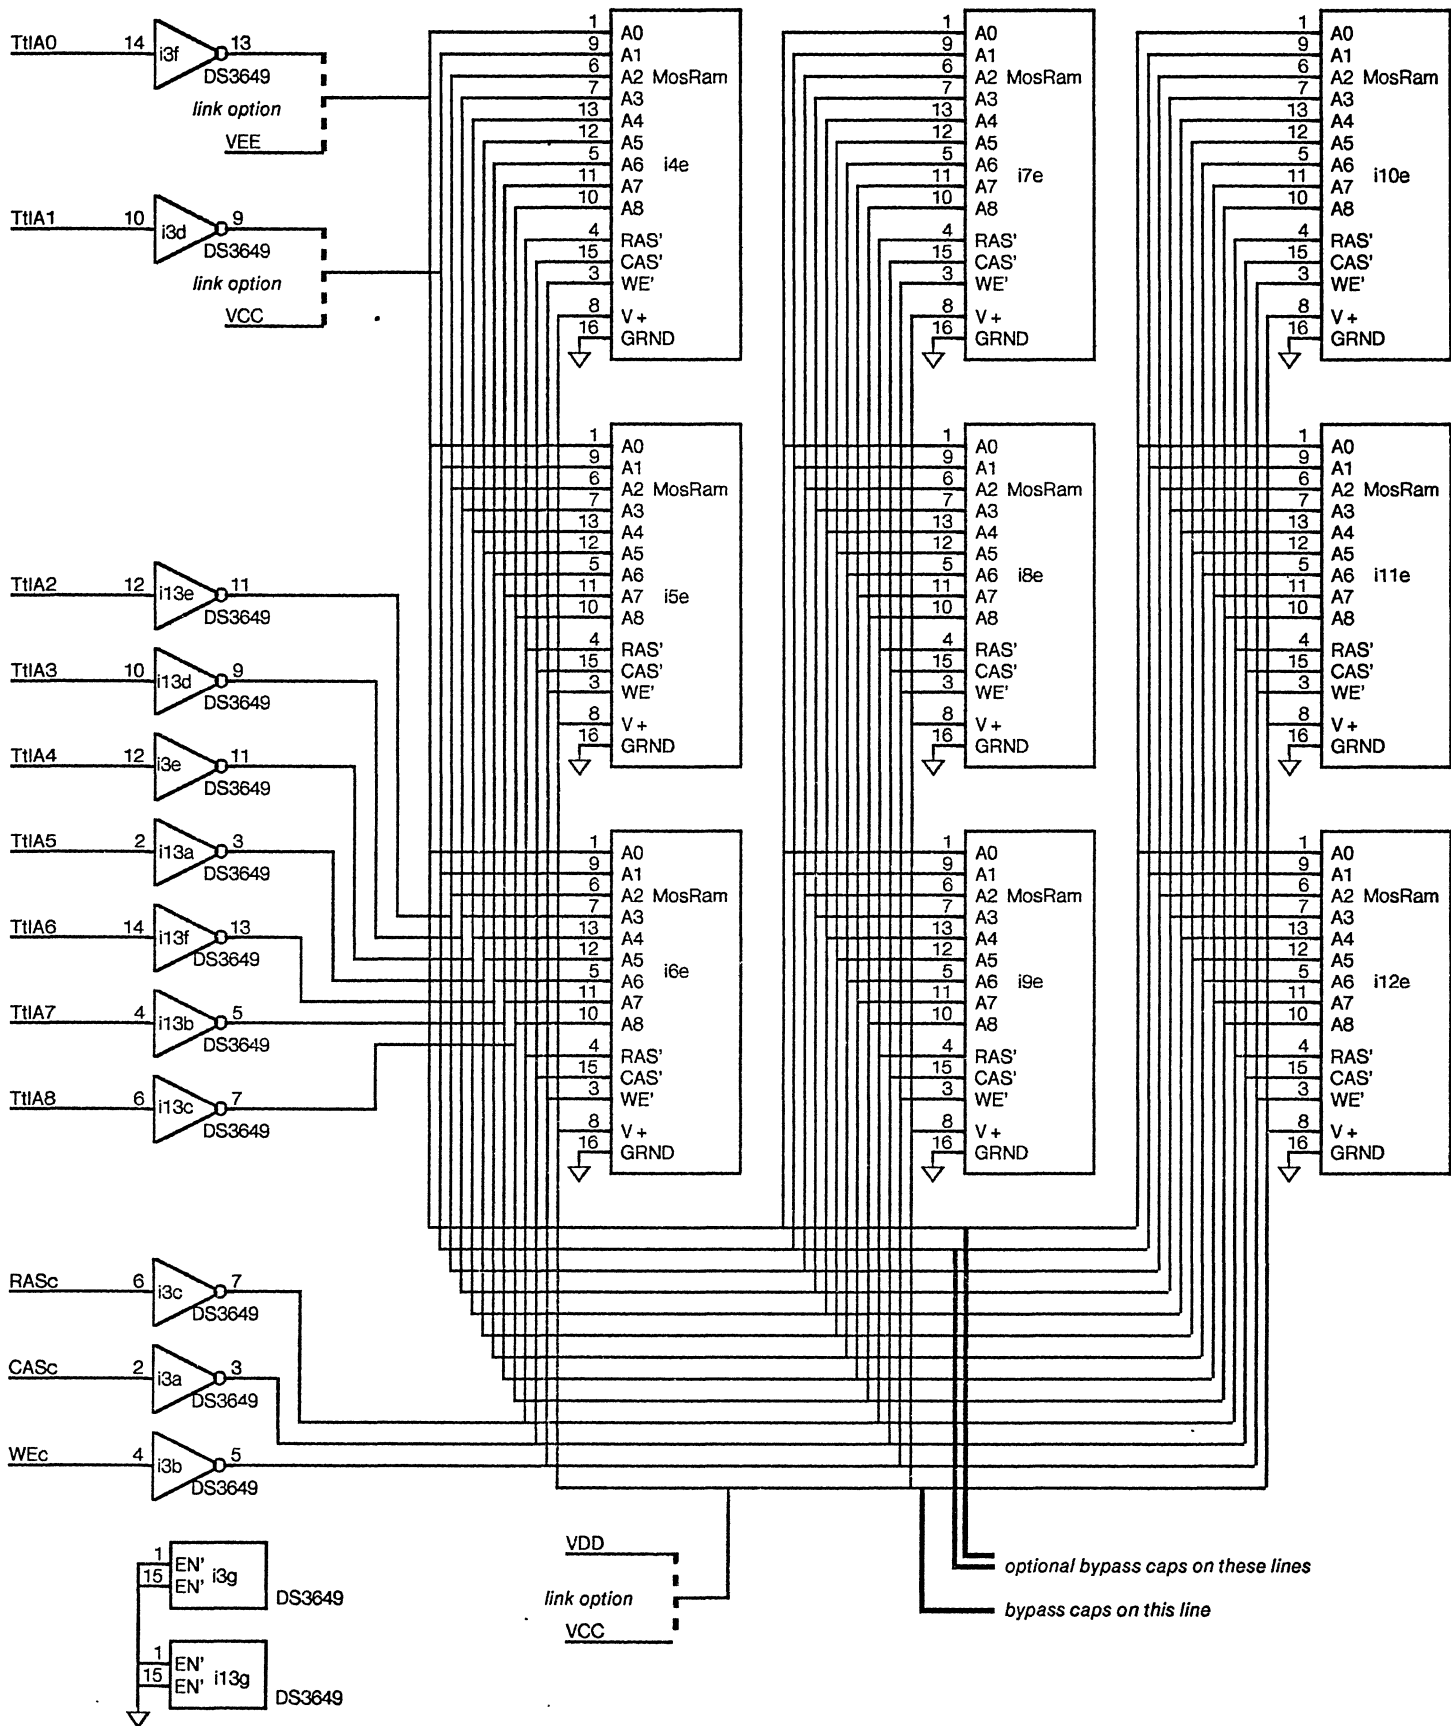 TtlA0 14 i3f 13
DS3649
link option
VEE
TtlA1 10 i3d 9
DS3649
link option
VCC
TtlA2 12 i13e 11
DS3649
TtlA3 10 i13d 9
DS3649
TtlA4 12 i3e 11
DS3649
TtlA5 2 i13a 3
DS3649
TtlA6 14 i13f 13
DS3649
TtlA7 4 i13b 5
DS3649
TtlA8 6 i13c 7
DS3649
RASc 6 i3c 7
DS3649
CASc 2 i3a 3
DS3649
WEc 4 i3b 5
DS3649
1 EN' i3g
15 EN'
DS3649
1 EN'
15 EN' i13g
DS3649
1 A0
9 A1
6 A2 MosRam
7 A3
13 A4
12 A5
5 A6 i4e
11 A7
10 A8
4 RAS'
15 CAS'
3 WE'
8 V+
16 GRND
1 A0
9 A1
6 A2 MosRam
7 A3
13 A4
12 A5
5 A6
11 A7 i5e
10 A8
4 RAS'
15 CAS'
3 WE'
8 V+
16 GRND
1 A0
9 A1
6 A2 MosRam
7 A3
13 A4
12 A5
5 A6 i6e
11 A7
10 A8
4 RAS'
15 CAS'
3 WE'
8 V+
16 GRND
1 A0
9 A1
6 A2 MosRam
7 A3
13 A4
12 A5
5 A6 i7e
11 A7
10 A8
4 RAS'
15 CAS'
3 WE'
8 V+
16 GRND
1 A0
9 A1
6 A2 MosRam
7 A3
13 A4
12 A5
5 A6 i8e
11 A7
10 A8
4 RAS'
15 CAS'
3 WE'
8 V+
16 GRND
1 A0
9 A1
6 A2 MosRam
7 A3
13 A4
12 A5
5 A6 i9e
11 A7
10 A8
4 RAS'
15 CAS'
3 WE'
8 V+
16 GRND
1 A0
9 A1
6 A2 MosRam
7 A3
13 A4
12 A5
5 A6 i10e
11 A7
10 A8
4 RAS'
15 CAS'
3 WE'
8 V+
16 GRND
1 A0
9 A1
6 A2 MosRam
7 A3
13 A4
12 A5
5 A6 i11e
11 A7
10 A8
4 RAS'
15 CAS'
3 WE'
8 V+
16 GRND
1 A0
9 A1
6 A2 MosRam
7 A3
13 A4
12 A5
5 A6 i12e
11 A7
10 A8
4 RAS'
15 CAS'
3 WE'
8 V+
16 GRND
VDD
link option
VCC
optional bypass caps on these lines
bypass caps on this line